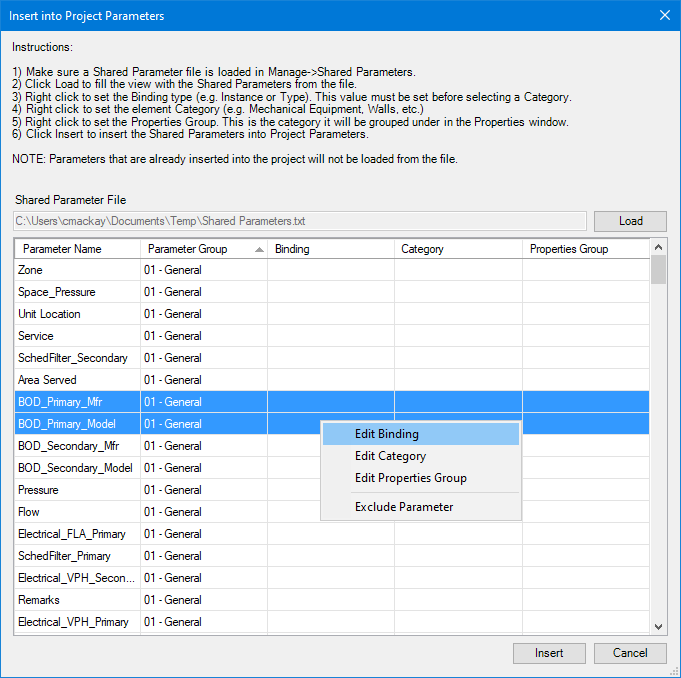 Insert into Project Parameters
Instructions:
1) Make sure a Shared Parameter file is loaded in Manage->Shared Parameters.
2) Click Load to fill the view with the Shared Parameters from the file.
3) Right click to set the Binding type (e.g. Instance or Type). This value must be set before selecting a Category.
4) Right click to set the element Category (e.g. Mechanical Equipment, Walls, etc.)
5) Right click to set the Properties Group. This is the category it will be grouped under in the Properties window.
6) Click Insert to insert the Shared Parameters into Project Parameters.
NOTE: Parameters that are already inserted into the project will not be loaded from the file.
Shared Parameter File
C:\Users\cmackay\Documents\Temp\Shared Parameters.txt Load
Parameter Name Parameter Group Binding Category Properties Group
Zone 01 - General
Space_Pressure 01 - General
Unit Location 01 - General
Service 01 - General
SchedFilter_Secondary 01 - General
Area Served 01 - General
BOD_Primary_Mfr 01 - General
BOD_Primary_Model 01 - General
Edit Binding
BOD_Secondary_Mfr 01 - General
Edit Category
BOD_Secondary_Model 01 - General
Edit Properties Group
Pressure 01 - General
Flow 01 - General
Exclude Parameter
Electrical_FLA_Primary 01 - General
SchedFilter_Primary 01 - General
Electrical_VPH_Secon... 01 - General
Remarks 01 - General
Electrical_VPH_Primary 01 - General
Insert Cancel